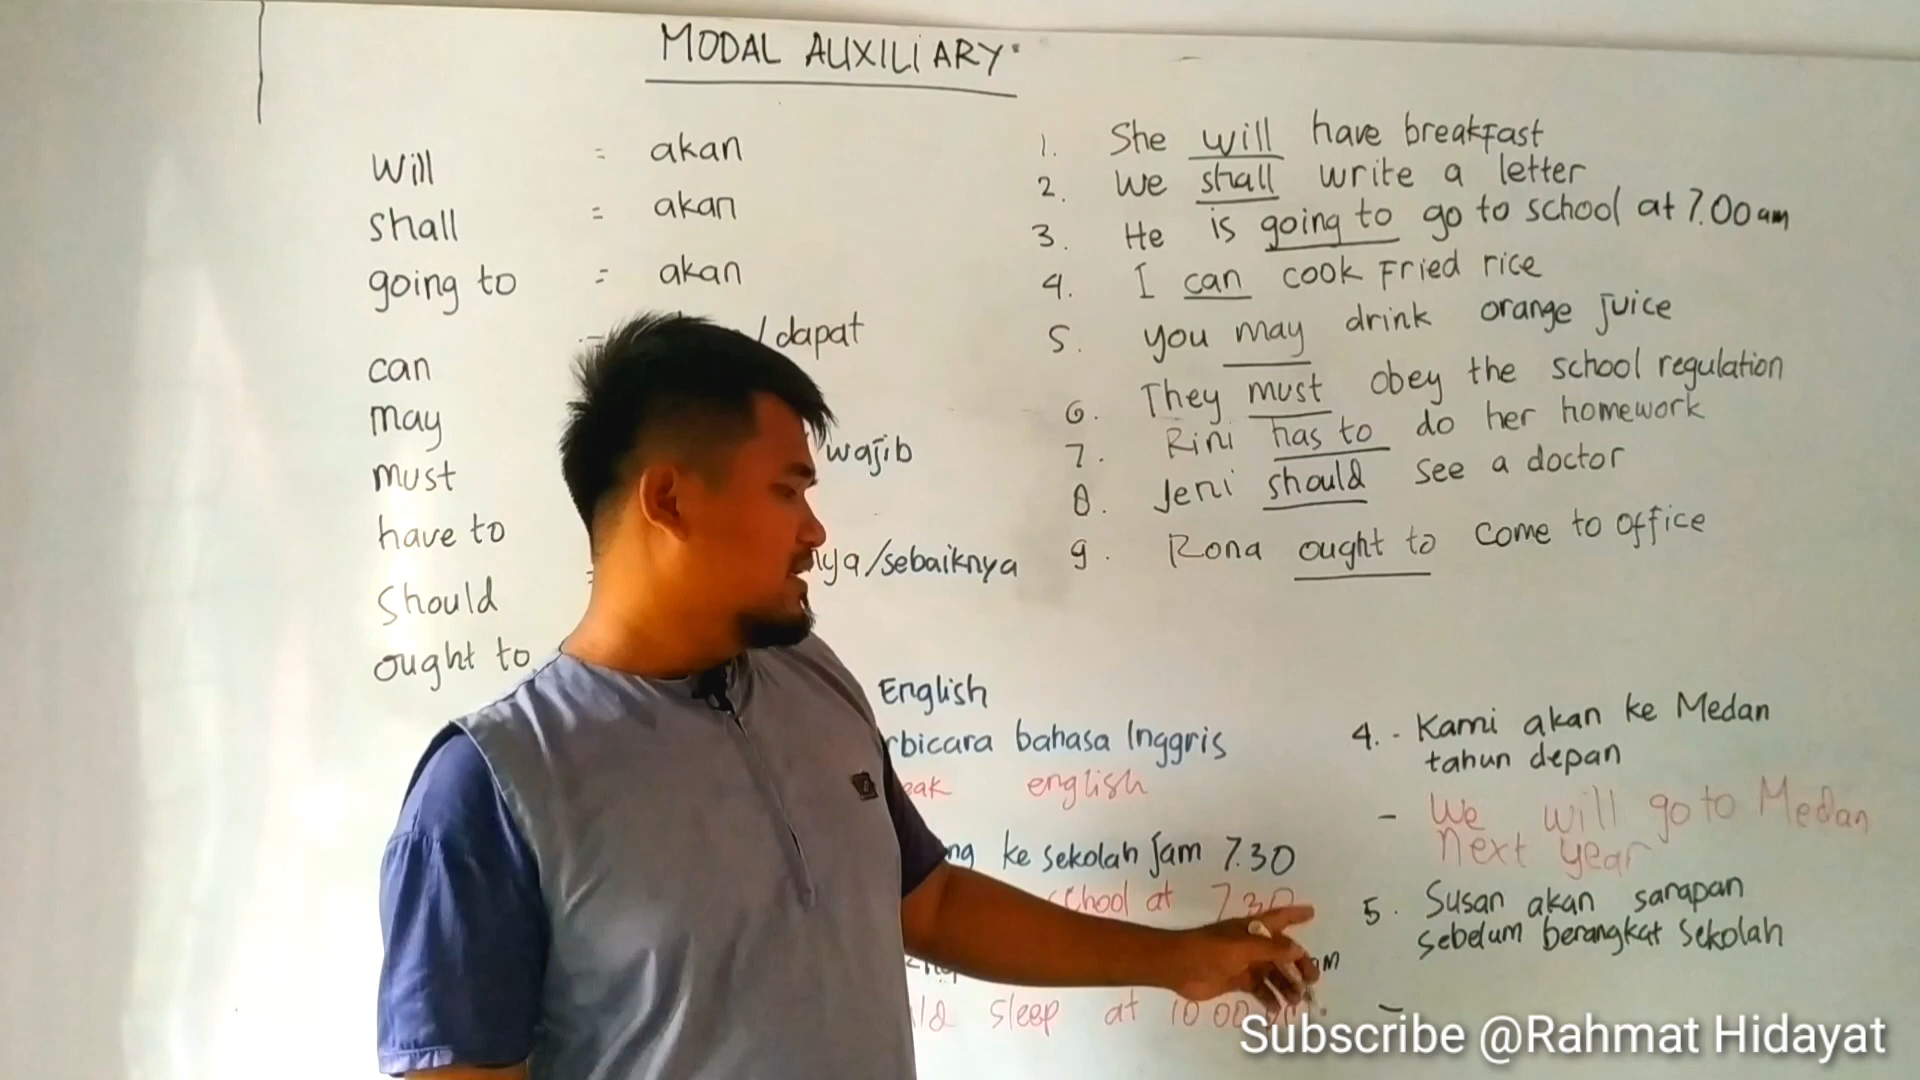 MODAL AUXILIARY
Will = akan
shall = akan
going to = akan
can /dapat
may
must wajib
have to
Should /sebaiknya
ought to
1. She will have breakfast
2. We shall write a letter
3. He is going to go to school at 7.00 am
4. I can cook Fried rice
5. you may drink orange juice
6. They must obey the school regulation
7. Rini has to do her homework
8. Jeni should see a doctor
9. Rona ought to come to office
English
bahasa Inggris
english
ke sekolah Jam 7.30
school at 7.30
sleep at 10.00
4. - Kami akan ke Medan
tahun depan
- We will go to Medan
next year
5. Susan akan sarapan
sebelum berangkat sekolah
-
Subscribe @Rahmat Hidayat